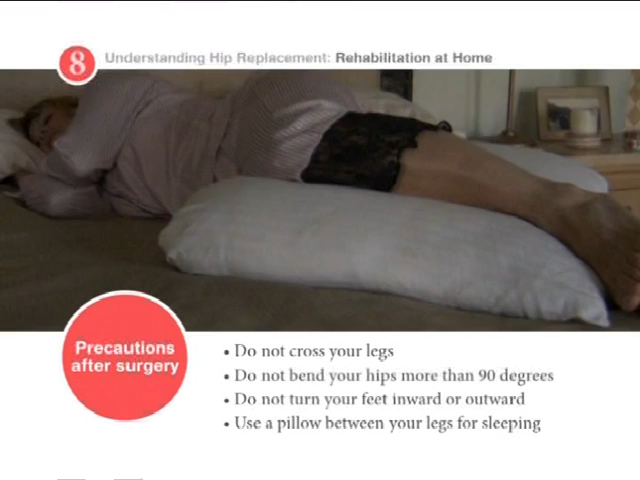 8 Understanding Hip Replacement: Rehabilitation at Home
Precautions
after surgery
• Do not cross your legs
• Do not bend your hips more than 90 degrees
• Do not turn your feet inward or outward
• Use a pillow between your legs for sleeping